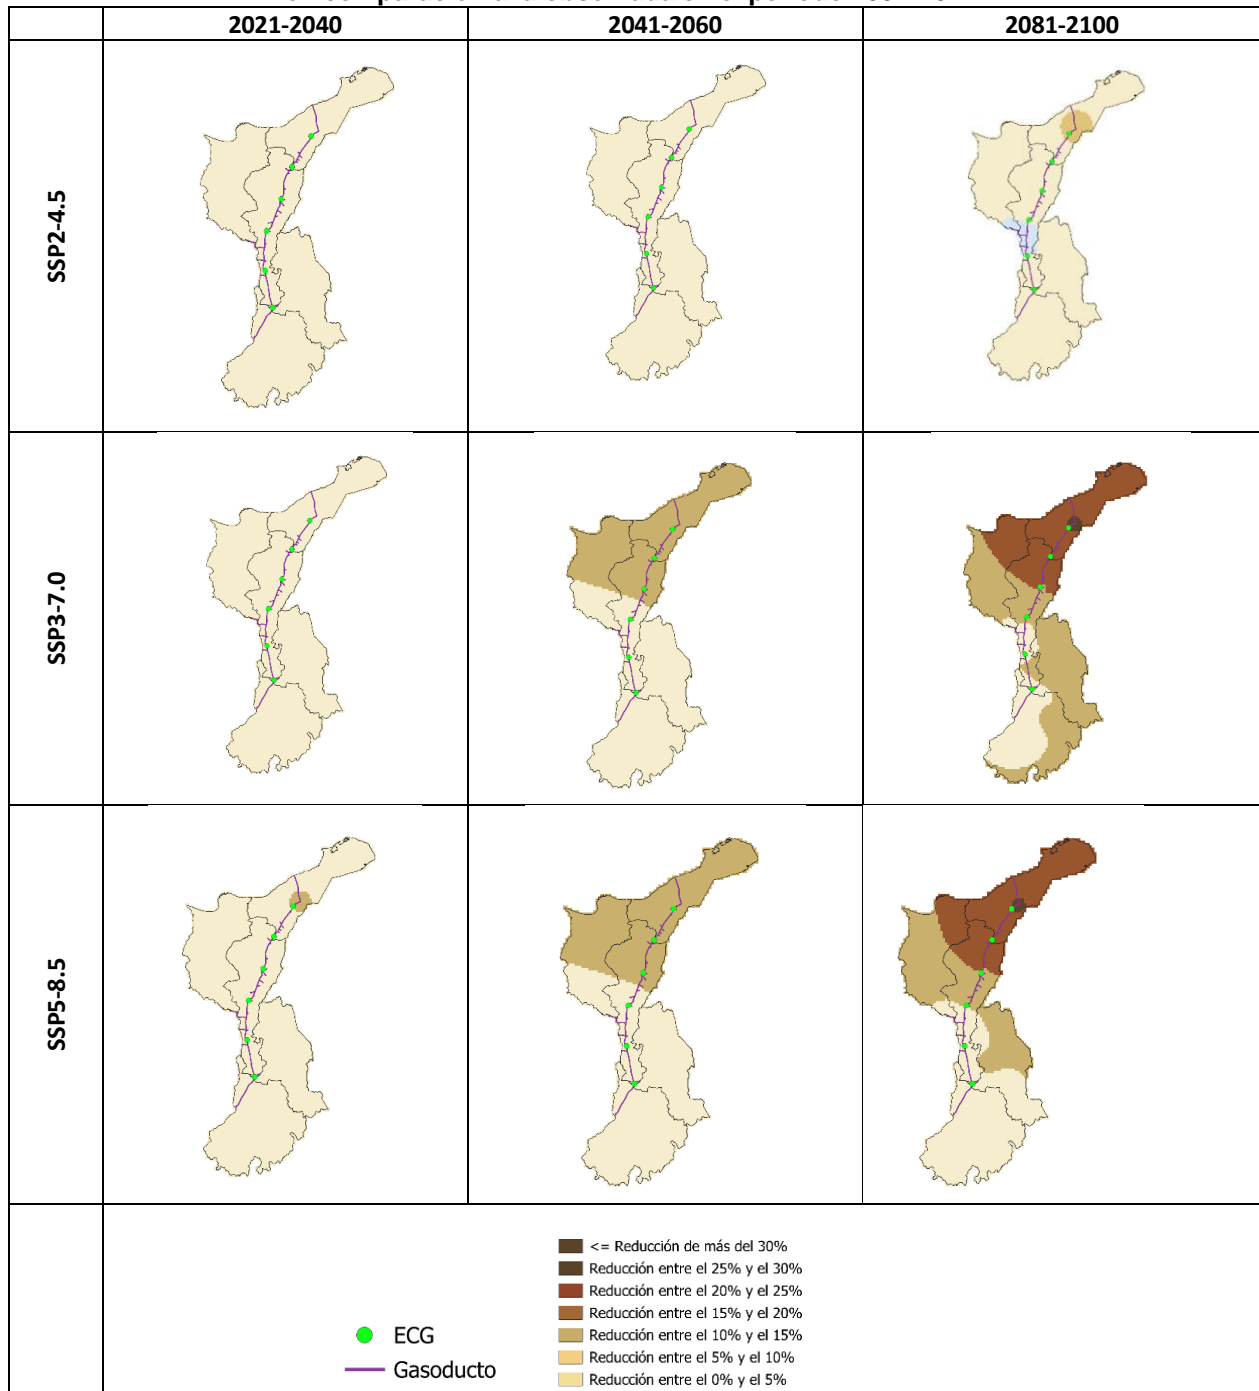 2021-2040
2041-2060
2081-2100
SSP2-4.5
SSP3-7.0
SSP5-8.5
ECG
Gasoducto
<= Reducción de más del 30%
Reducción entre el 25% y el 30%
Reducción entre el 20% y el 25%
Reducción entre el 15% y el 20%
Reducción entre el 10% y el 15%
Reducción entre el 5% y el 10%
Reducción entre el 0% y el 5%